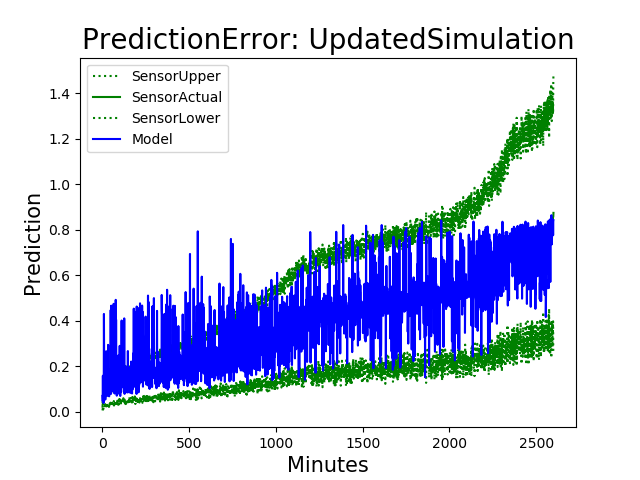 PredictionError: UpdatedSimulation
SensorUpper
SensorActual
SensorLower
Model
1.4
1.2
1.0
0.8
0.6
0.4
0.2
0.0
Prediction
0 500 1000 1500 2000 2500
Minutes